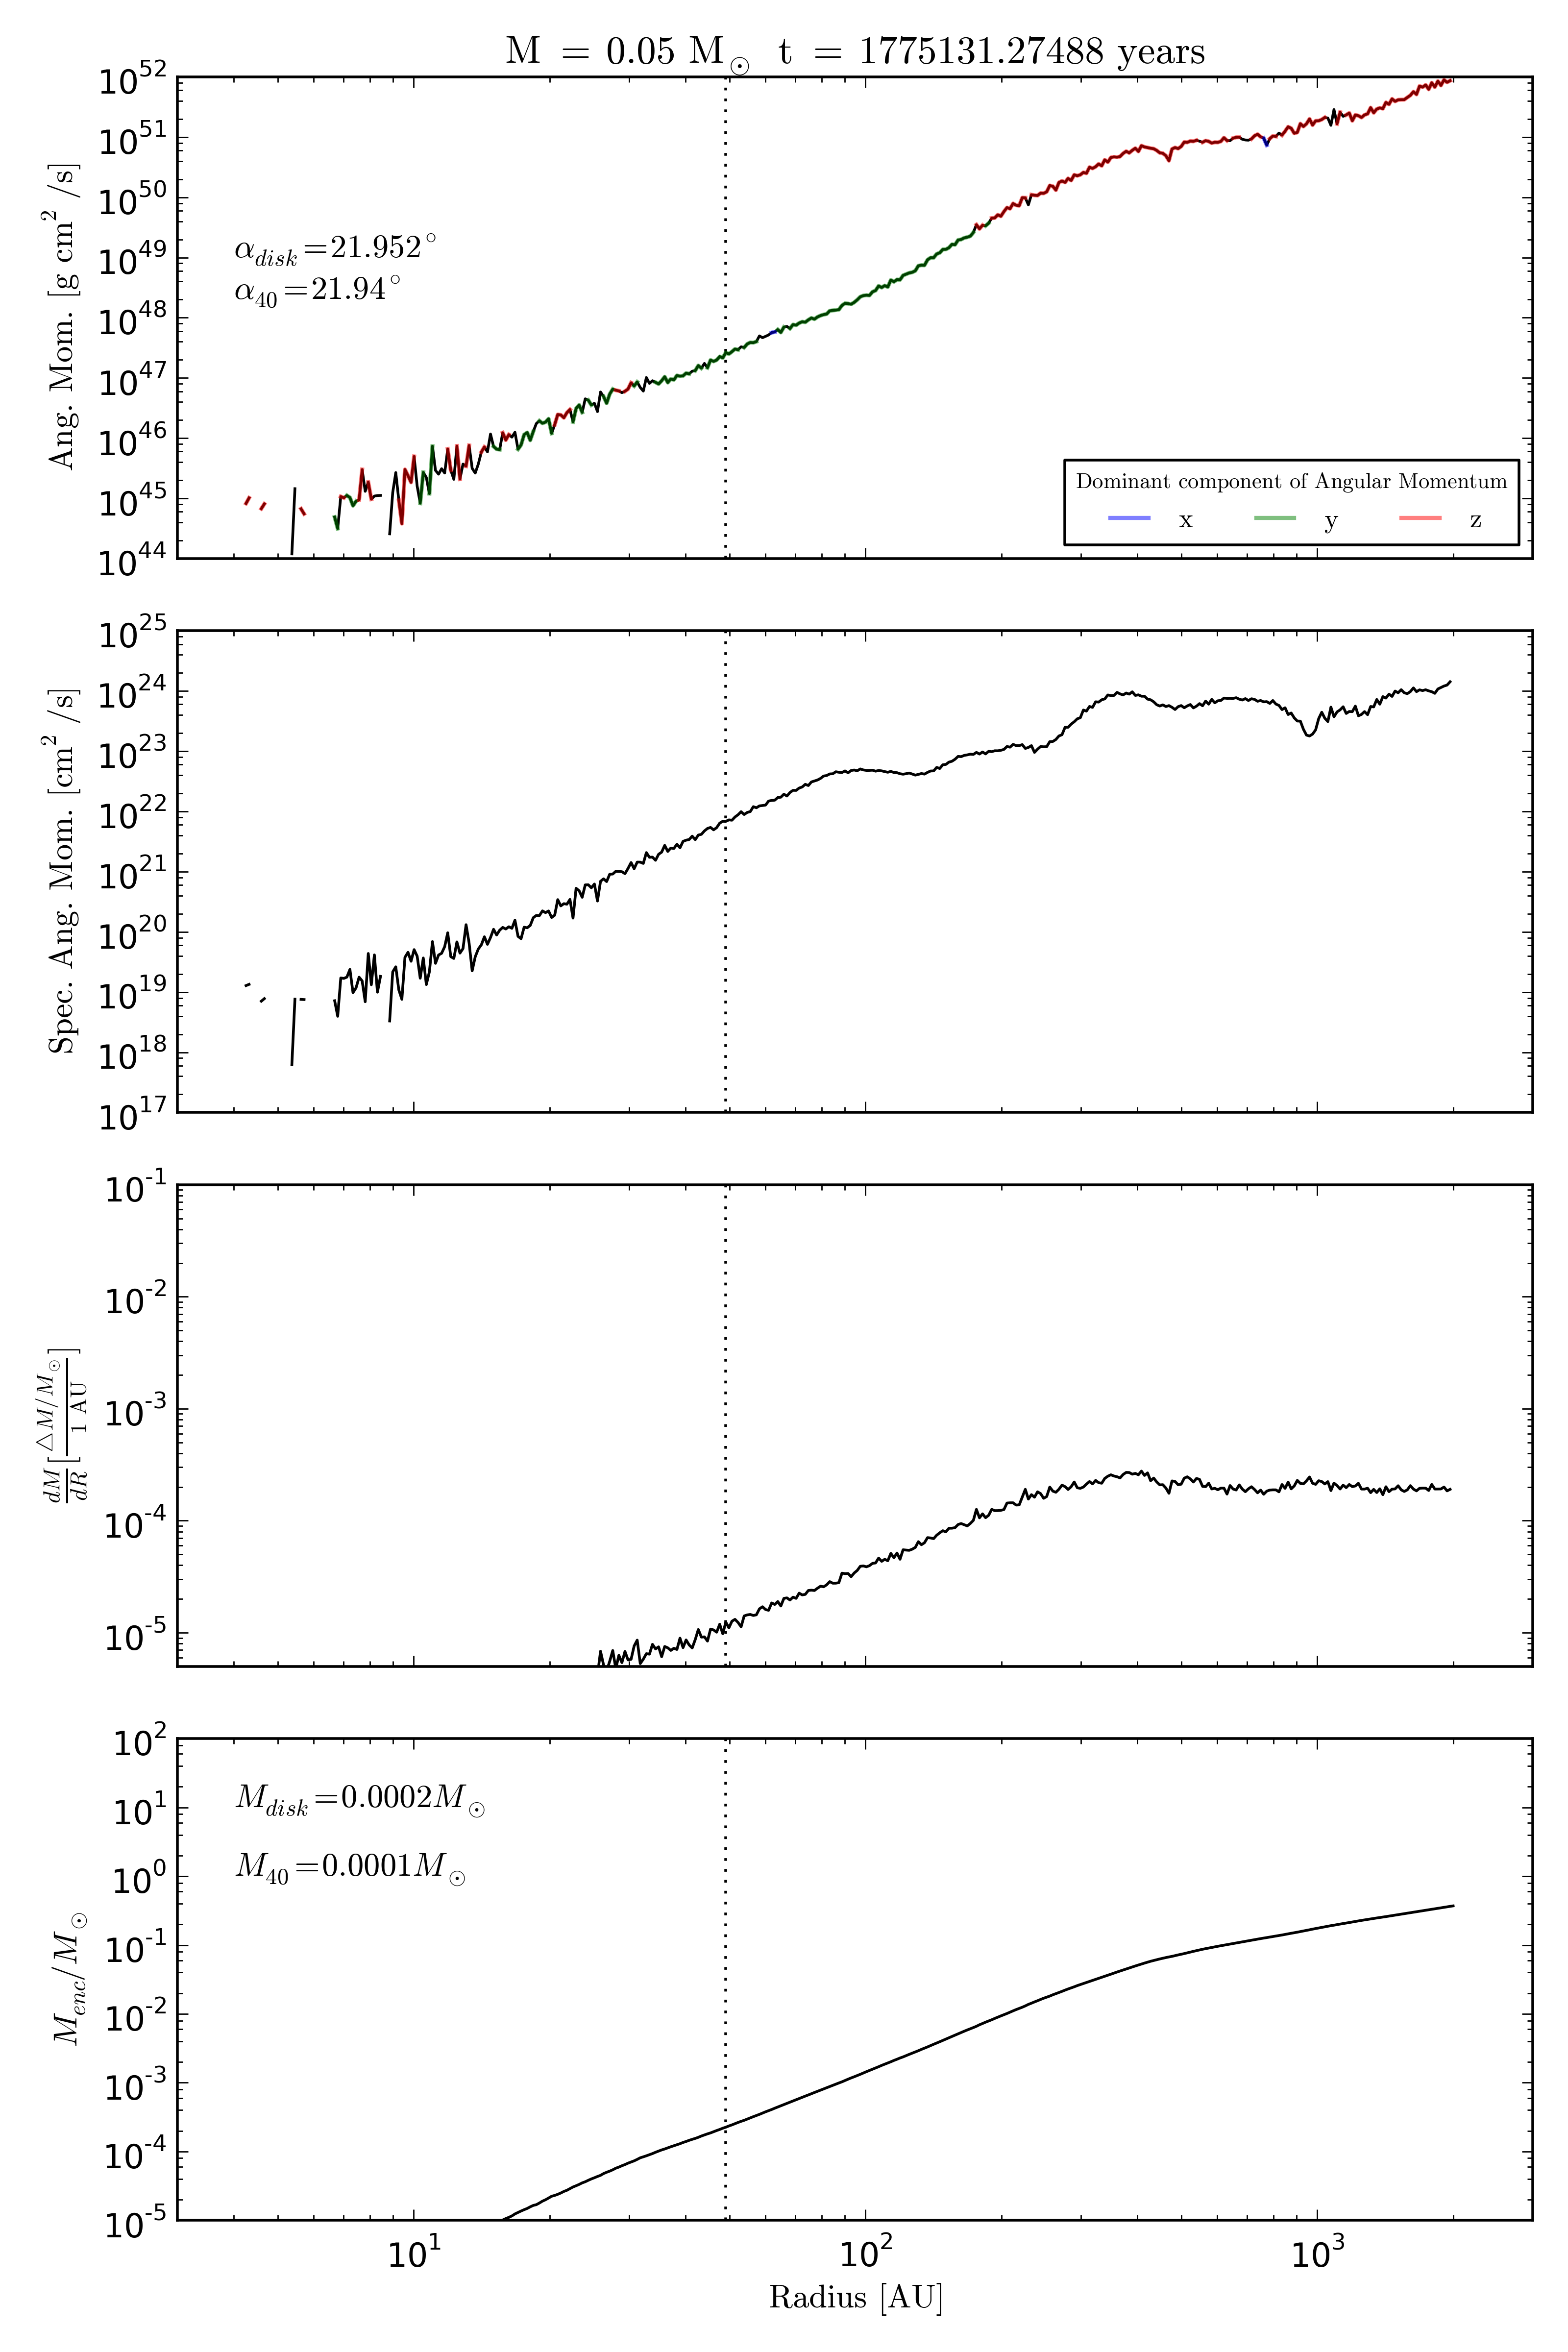 M = 0.05 M⊙ t = 1775131.27488 years
10^52
10^51
10^50
10^49
10^48
10^47
10^46
10^45
10^44
Ang. Mom. [g cm^2 /s]
α_disk = 21.952°
α_40 = 21.94°
Dominant component of Angular Momentum
x y z
10^25
10^24
10^23
10^22
10^21
10^20
10^19
10^18
10^17
Spec. Ang. Mom. [cm^2 /s]
10^-1
10^-2
10^-3
10^-4
10^-5
dM/dR [△M/M⊙ / 1 AU]
10^2
10^1
10^0
10^-1
10^-2
10^-3
10^-4
10^-5
M_enc/M⊙
M_disk = 0.0002M⊙
M_40 = 0.0001M⊙
10^1 10^2 10^3
Radius [AU]